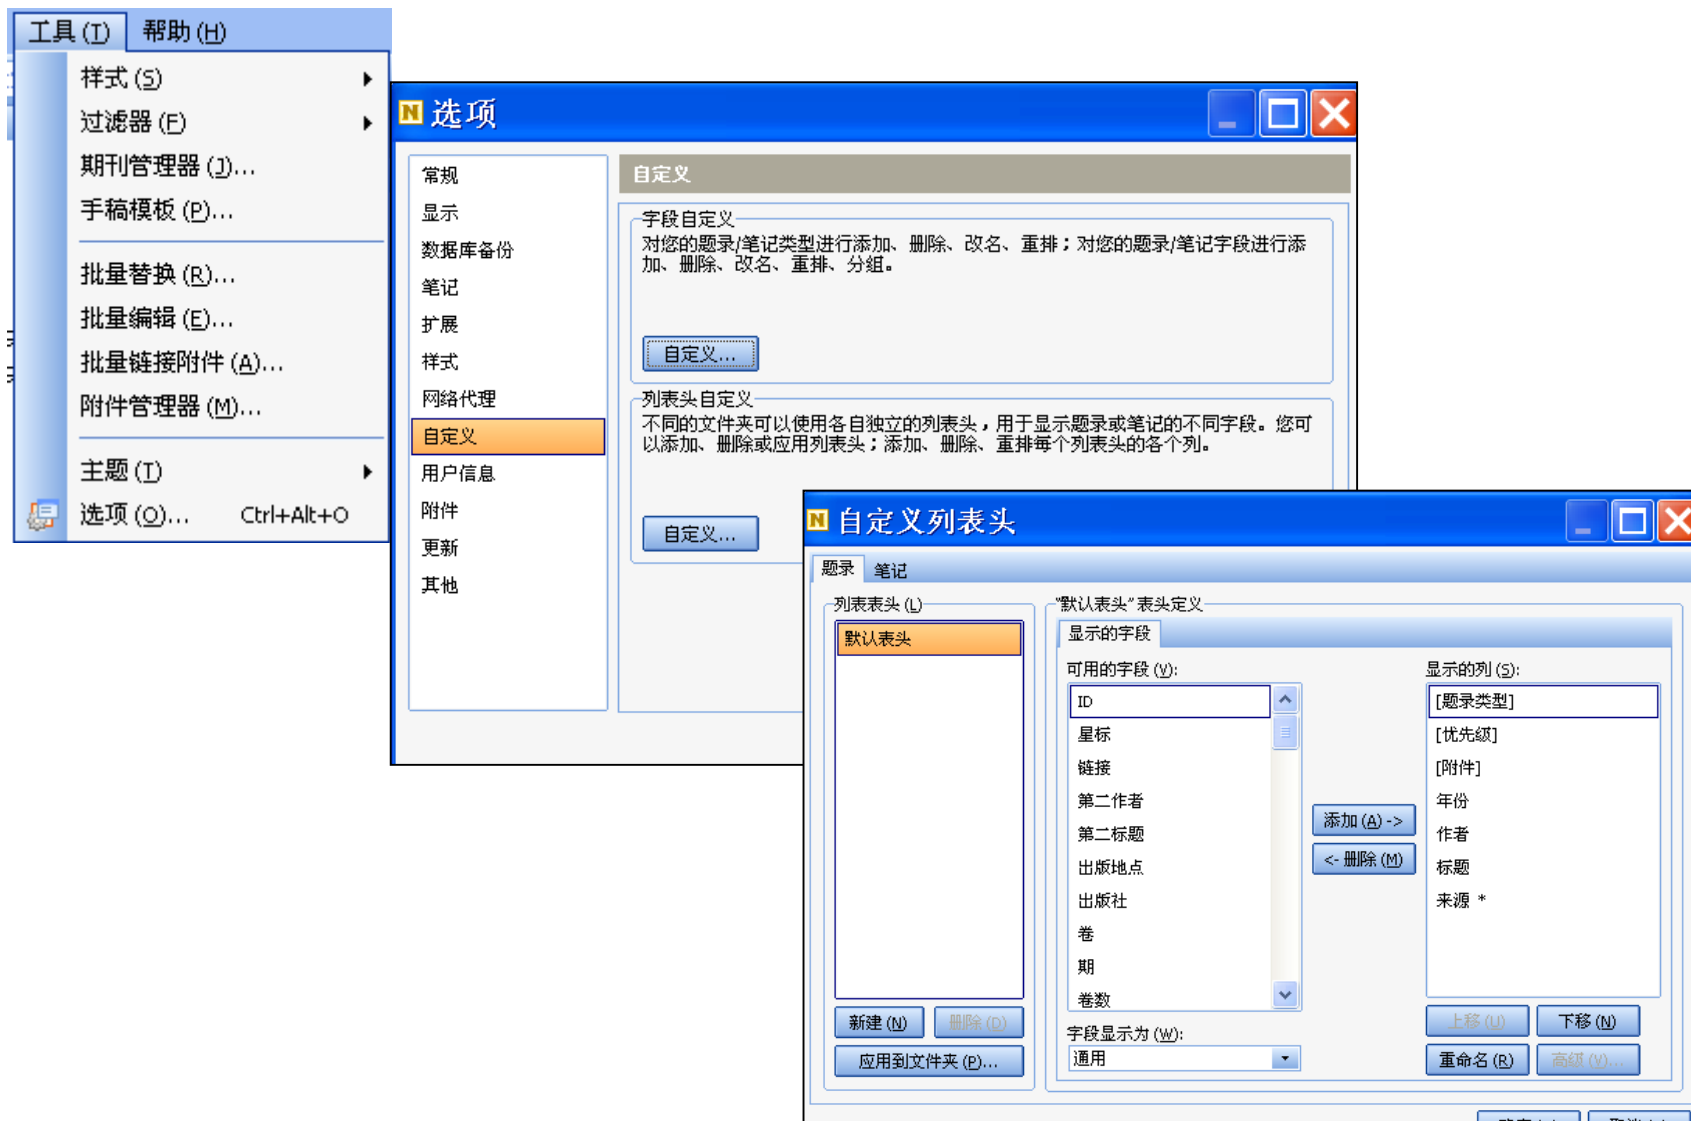 工具(T) 帮助(H)
样式(S)
过滤器(F)
期刊管理器(J)...
手稿模板(P)...
批量替换(R)...
批量编辑(E)...
批量链接附件(A)...
附件管理器(M)...
主题(T)
选项(O)... Ctrl+Alt+O
N 选项
常规
显示
数据库备份
笔记
扩展
样式
网络代理
自定义
用户信息
附件
更新
其他
自定义
字段自定义
对您的题录/笔记类型进行添加、删除、改名、重排；对您的题录/笔记字段进行添
加、删除、改名、重排、分组。
自定义...
列表头自定义
不同的文件夹可以使用各自独立的列表头，用于显示题录或笔记的不同字段。您可
以添加、删除或应用列表头；添加、删除、重排每个列表头的各个列。
自定义...
N 自定义列表头
题录 笔记
列表表头(L)
默认表头
新建(N) 删除(D)
应用到文件夹(P)...
"默认表头"表头定义
显示的字段
可用的字段(V):
ID
星标
链接
第二作者
第二标题
出版地点
出版社
卷
期
卷数
字段显示为(W):
通用
添加(A) ->
<- 删除(M)
显示的列(S):
[题录类型]
[优先级]
[附件]
年份
作者
标题
来源 *
上移(U) 下移(N)
重命名(R) 高级(V)...